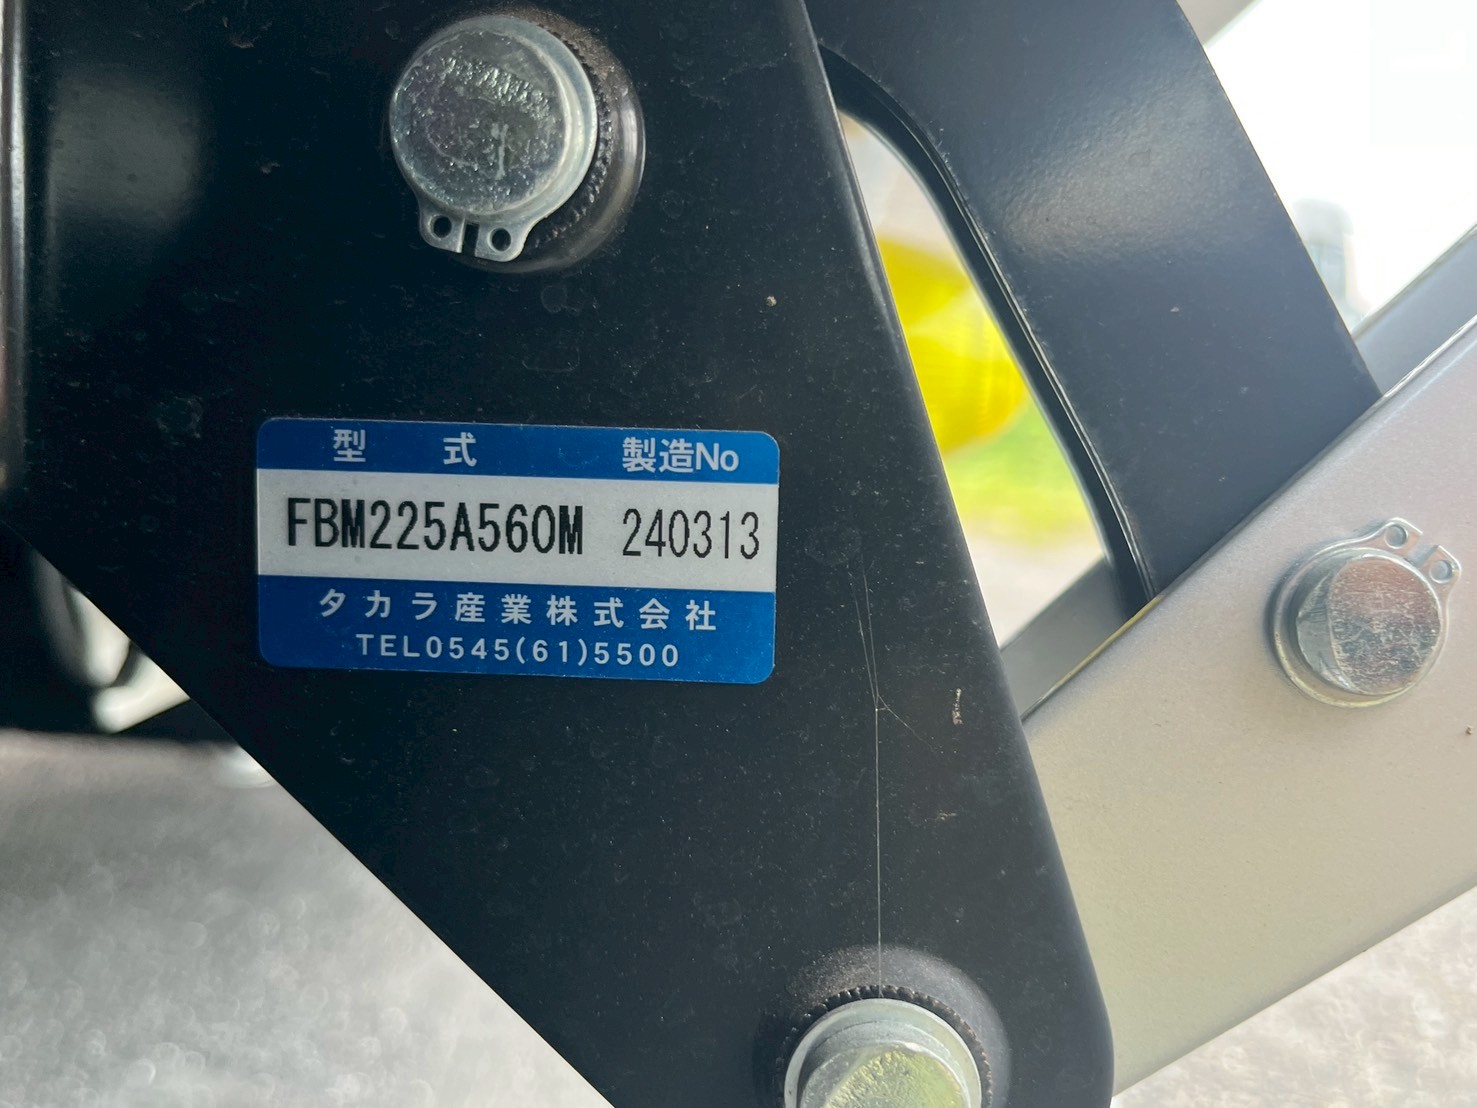 型 式 製造No
FBM225A560M 240313
タカラ産業株式会社
TEL0545(61)5500